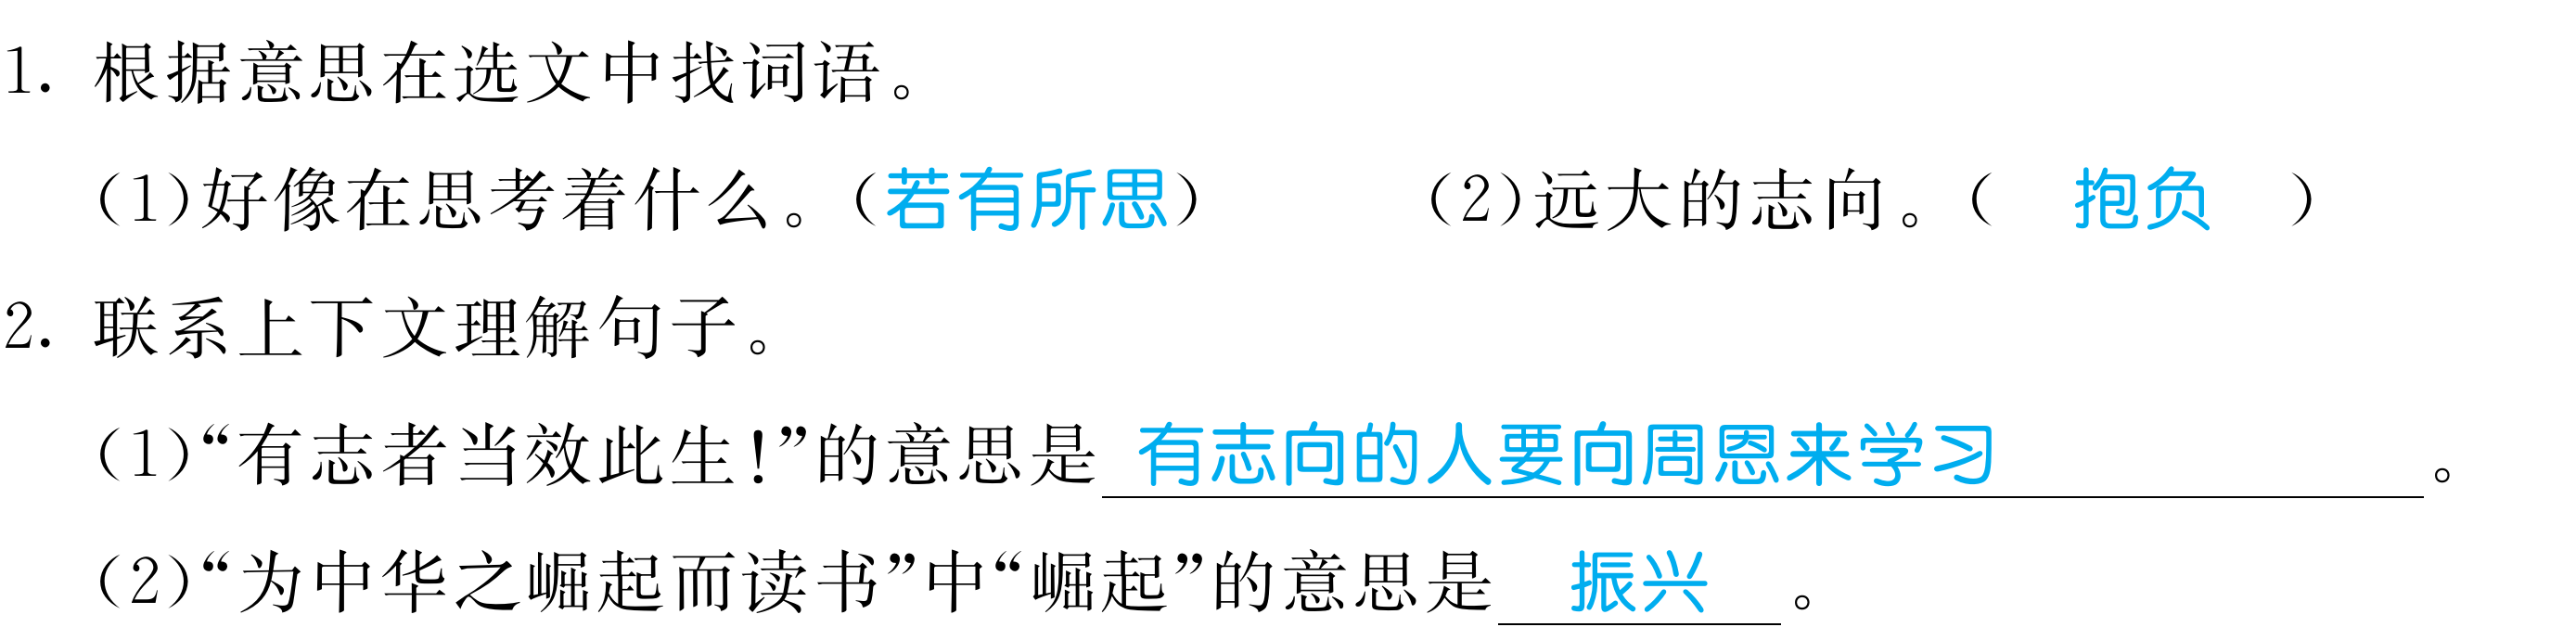 1. 根据意思在选文中找词语。
(1)好像在思考着什么。(若有所思) (2)远大的志向。( 抱负 )
2. 联系上下文理解句子。
(1)“有志者当效此生!”的意思是 有志向的人要向周恩来学习 。
(2)“为中华之崛起而读书”中“崛起”的意思是 振兴 。